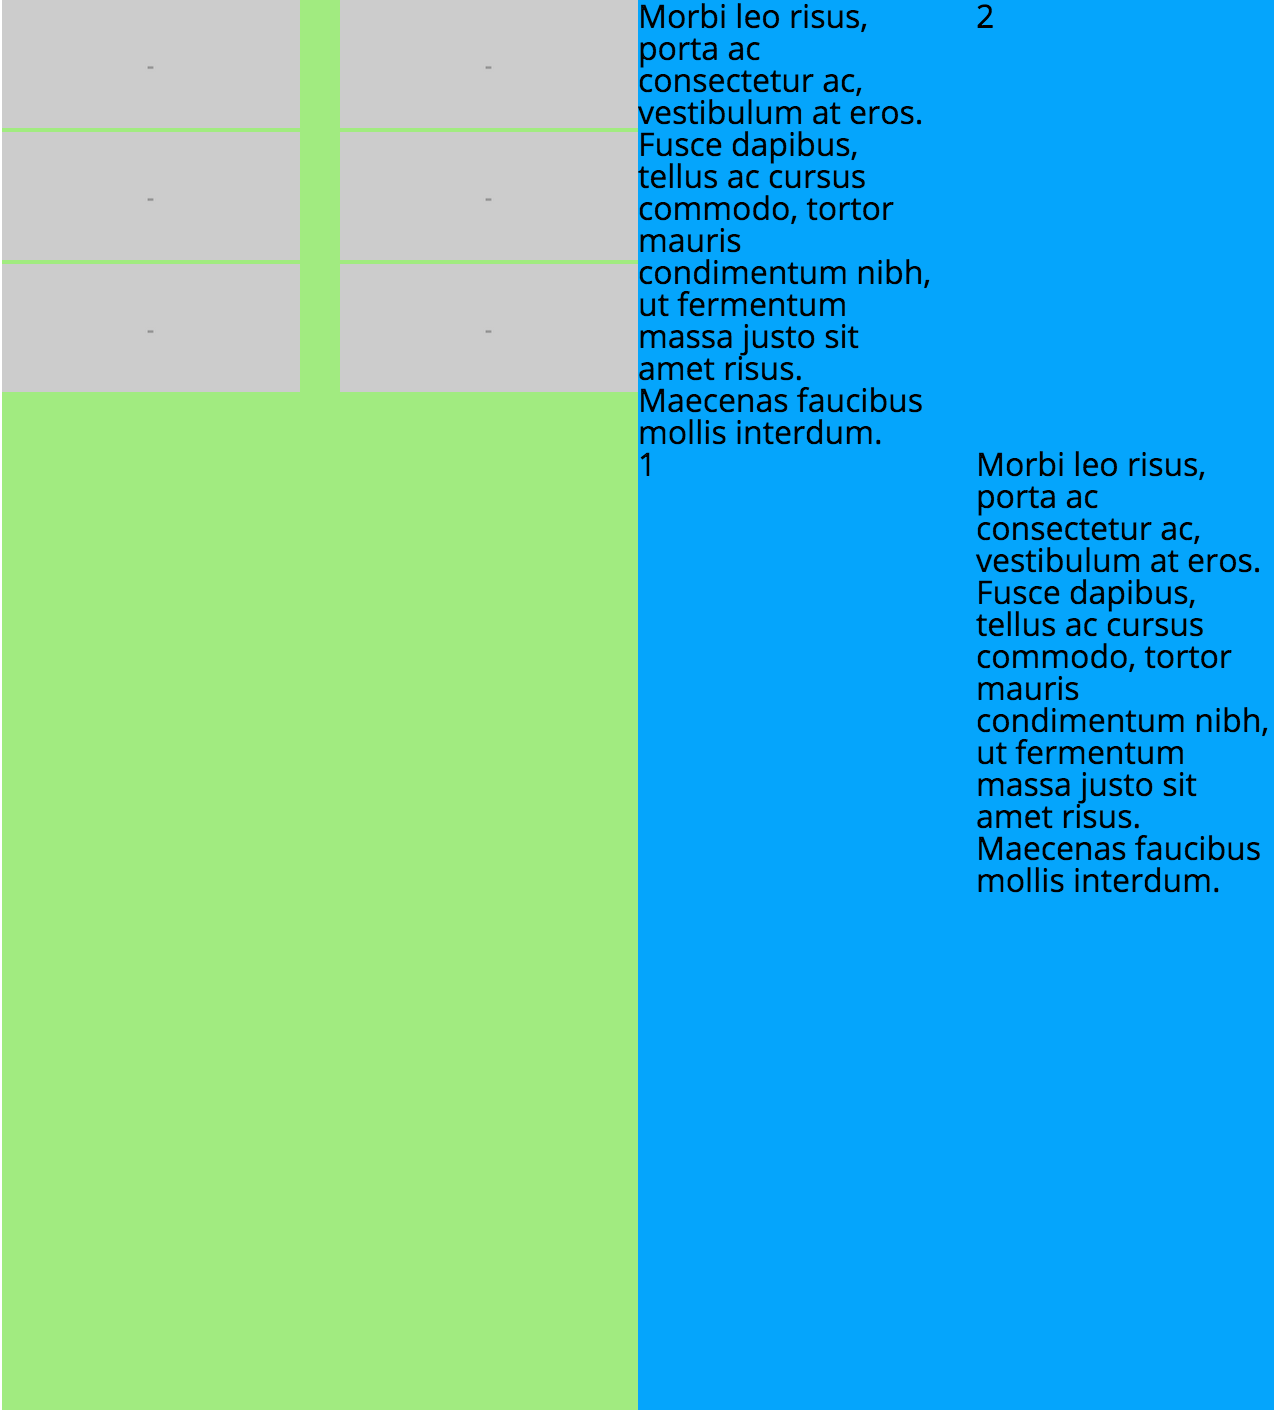 -
-
-
-
-
-
Morbi leo risus,
porta ac
consectetur ac,
vestibulum at eros.
Fusce dapibus,
tellus ac cursus
commodo, tortor
mauris
condimentum nibh,
ut fermentum
massa justo sit
amet risus.
Maecenas faucibus
mollis interdum.
1
2
Morbi leo risus,
porta ac
consectetur ac,
vestibulum at eros.
Fusce dapibus,
tellus ac cursus
commodo, tortor
mauris
condimentum nibh,
ut fermentum
massa justo sit
amet risus.
Maecenas faucibus
mollis interdum.